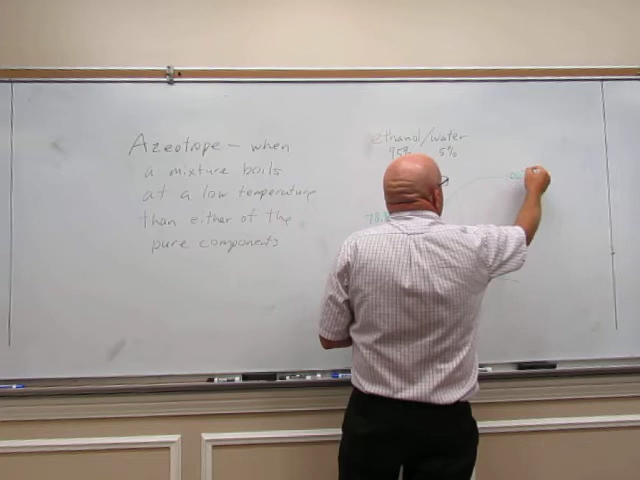 Azeotrope – when
a mixture boils
at a low temperature
than either of the
pure components
ethanol/water
95% 5%
78.